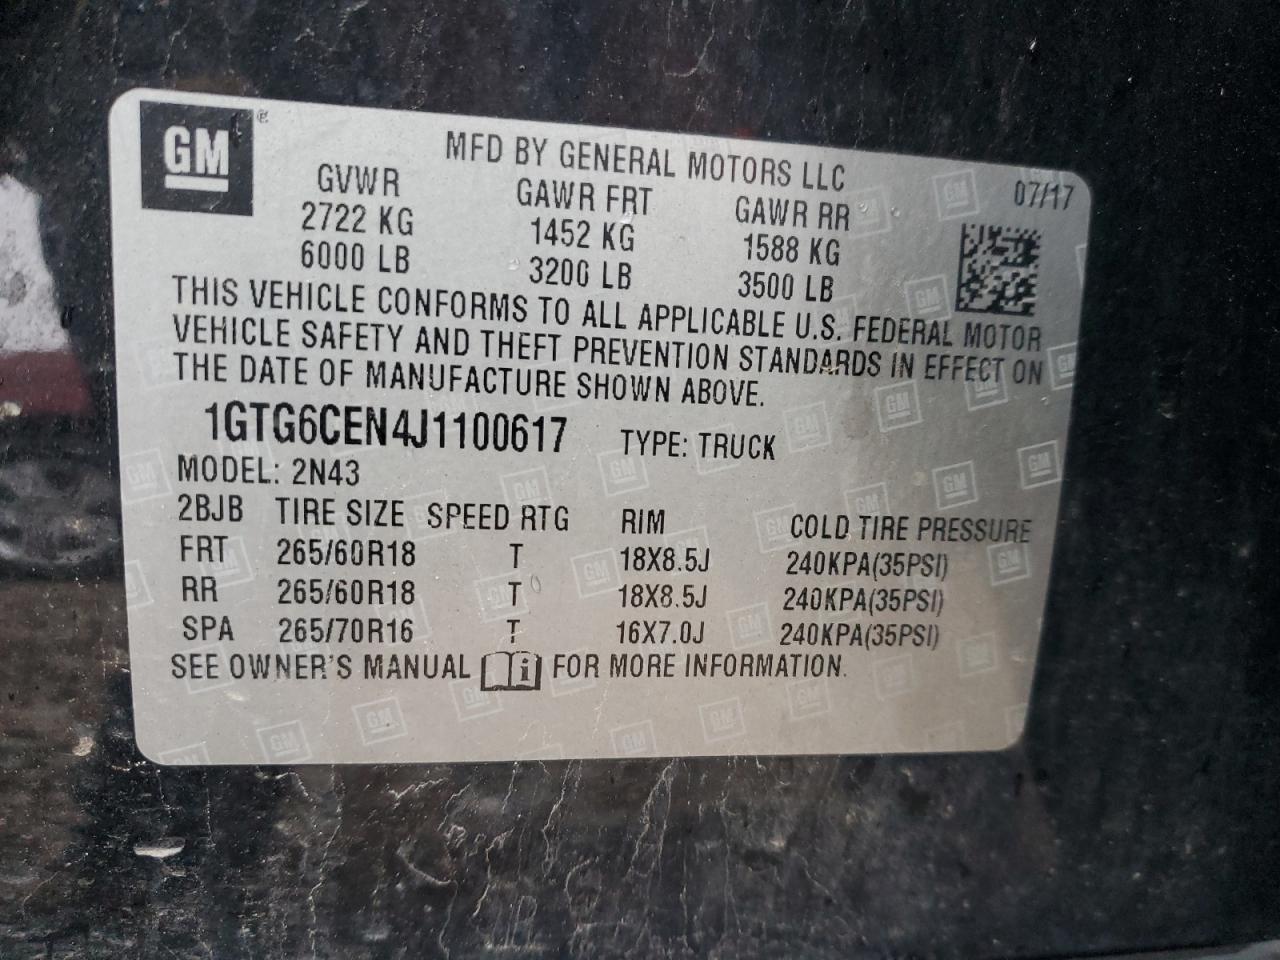 GM
MFD BY GENERAL MOTORS LLC
07/17
GVWR GAWR FRT GAWR RR
2722 KG 1452 KG 1588 KG
6000 LB 3200 LB 3500 LB
THIS VEHICLE CONFORMS TO ALL APPLICABLE U.S. FEDERAL MOTOR
VEHICLE SAFETY AND THEFT PREVENTION STANDARDS IN EFFECT ON
THE DATE OF MANUFACTURE SHOWN ABOVE.
1GTG6CEN4J1100617 TYPE: TRUCK
MODEL: 2N43
2BJB TIRE SIZE SPEED RTG RIM COLD TIRE PRESSURE
FRT 265/60R18 T 18X8.5J 240KPA(35PSI)
RR 265/60R18 T 18X8.5J 240KPA(35PSI)
SPA 265/70R16 T 16X7.0J 240KPA(35PSI)
SEE OWNER'S MANUAL i FOR MORE INFORMATION.